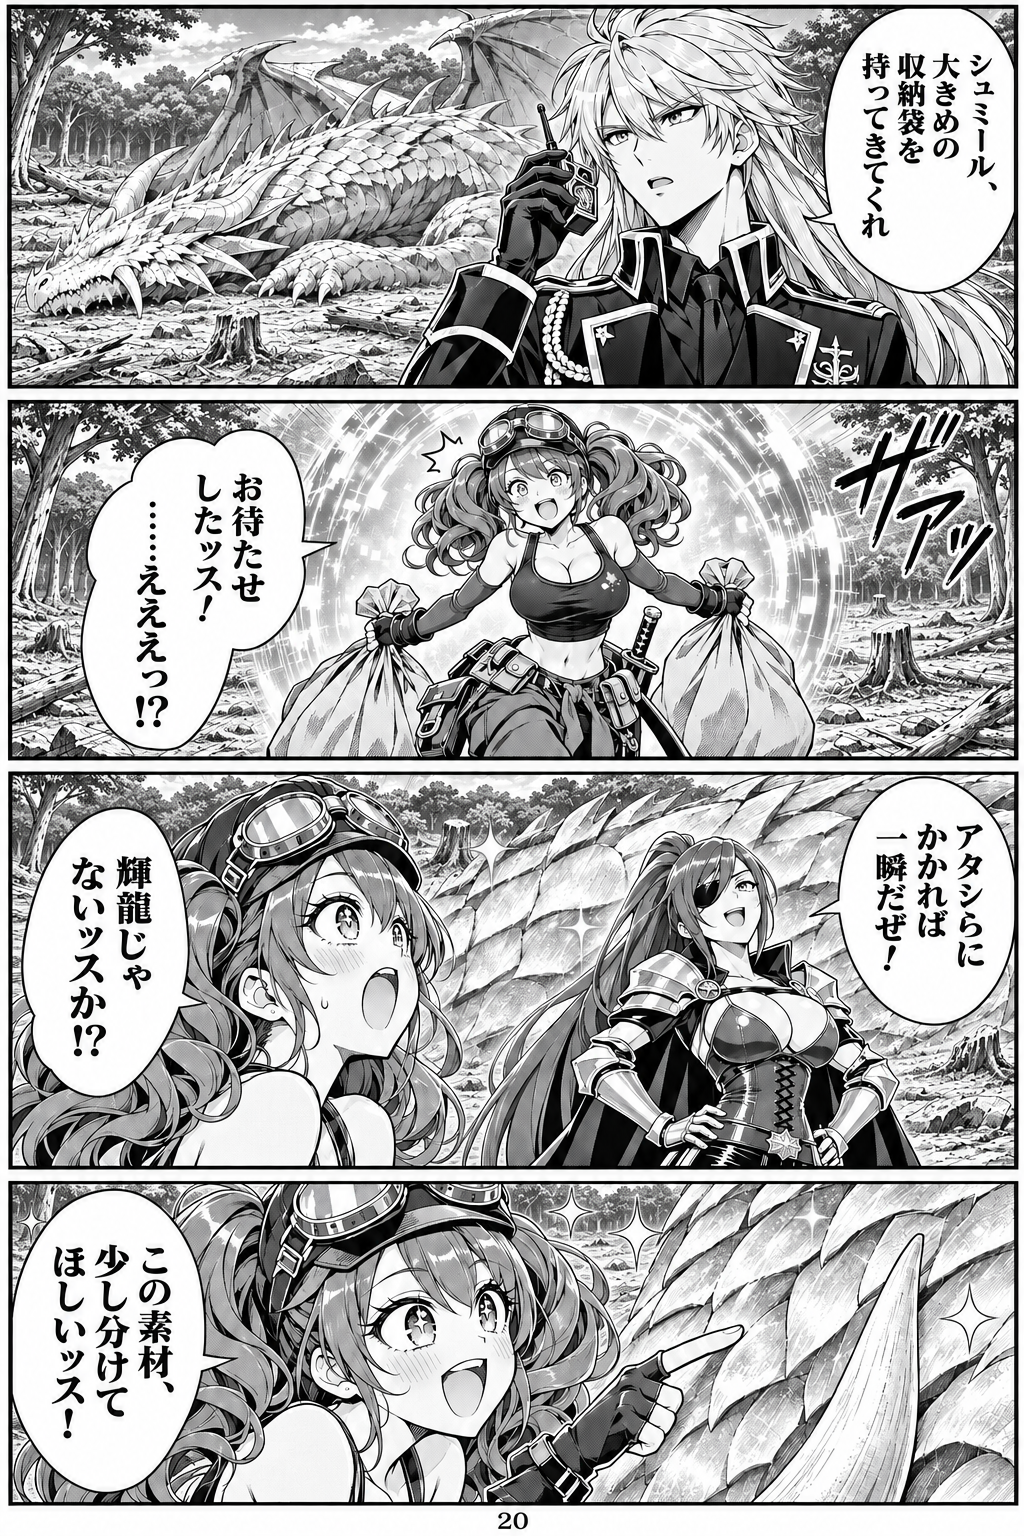 シュミール、
大きめの
収納袋を
持ってきてくれ
ザアッ
お待たせ
したッス！
……えええっ!?
アタシらに
かかれば
一瞬だぜ！
輝龍じゃ
ないッスか!?
この素材、
少し分けて
ほしいッス！
20